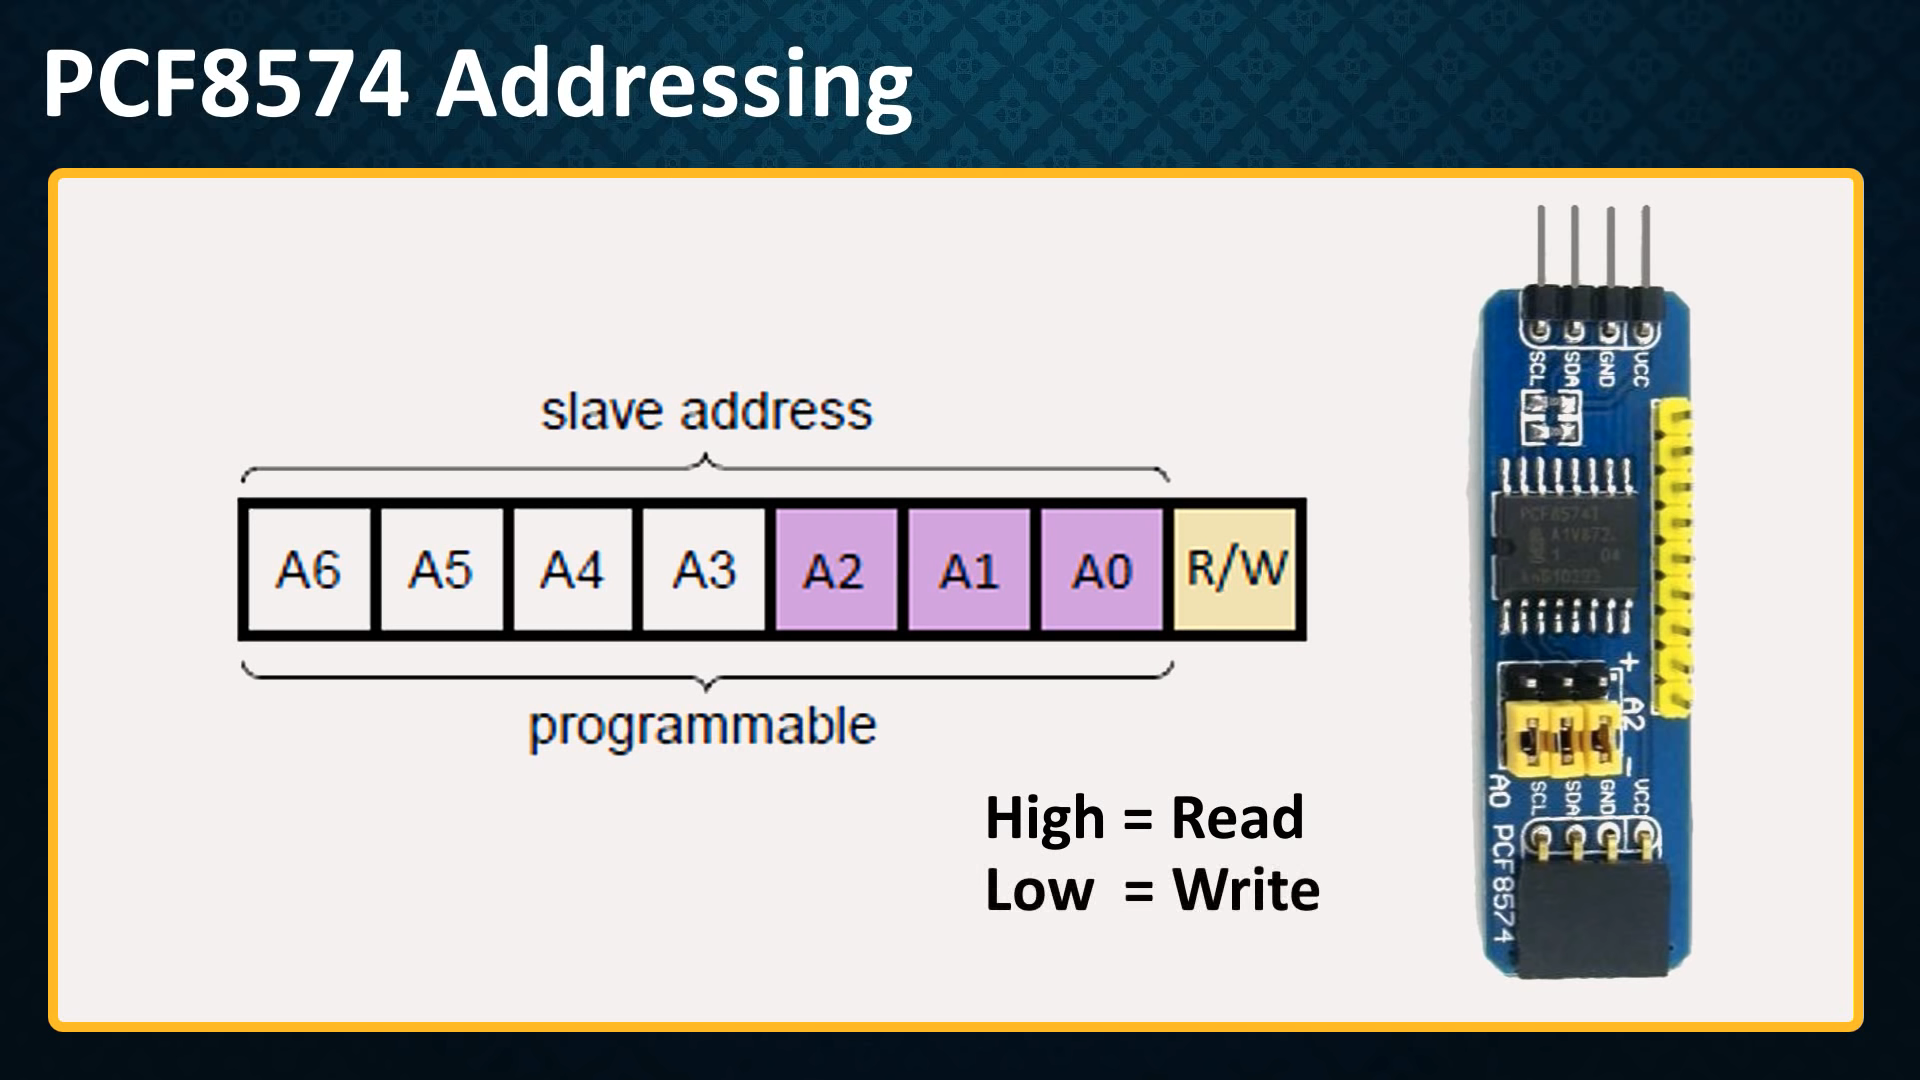 PCF8574 Addressing
slave address
A6 A5 A4 A3 A2 A1 A0 R/W
programmable
High = Read
Low = Write
SCL SDA GND VCC
PCF8574T
+
A2
-
A0
SCL SDA GND VCC
PCF8574